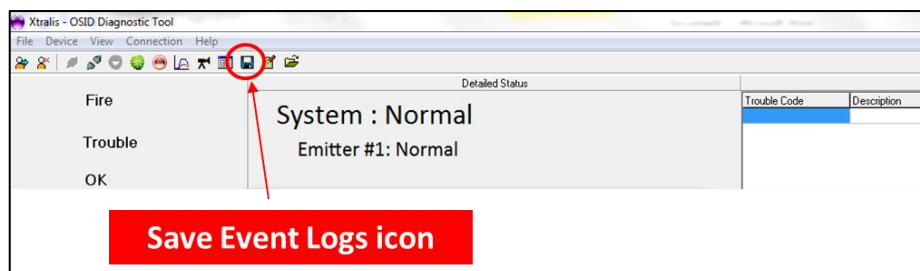 Xtralis - OSID Diagnostic Tool
File Device View Connection Help
Detailed Status
Fire
System : Normal
Trouble Code Description
Trouble
Emitter #1: Normal
OK
Save Event Logs icon